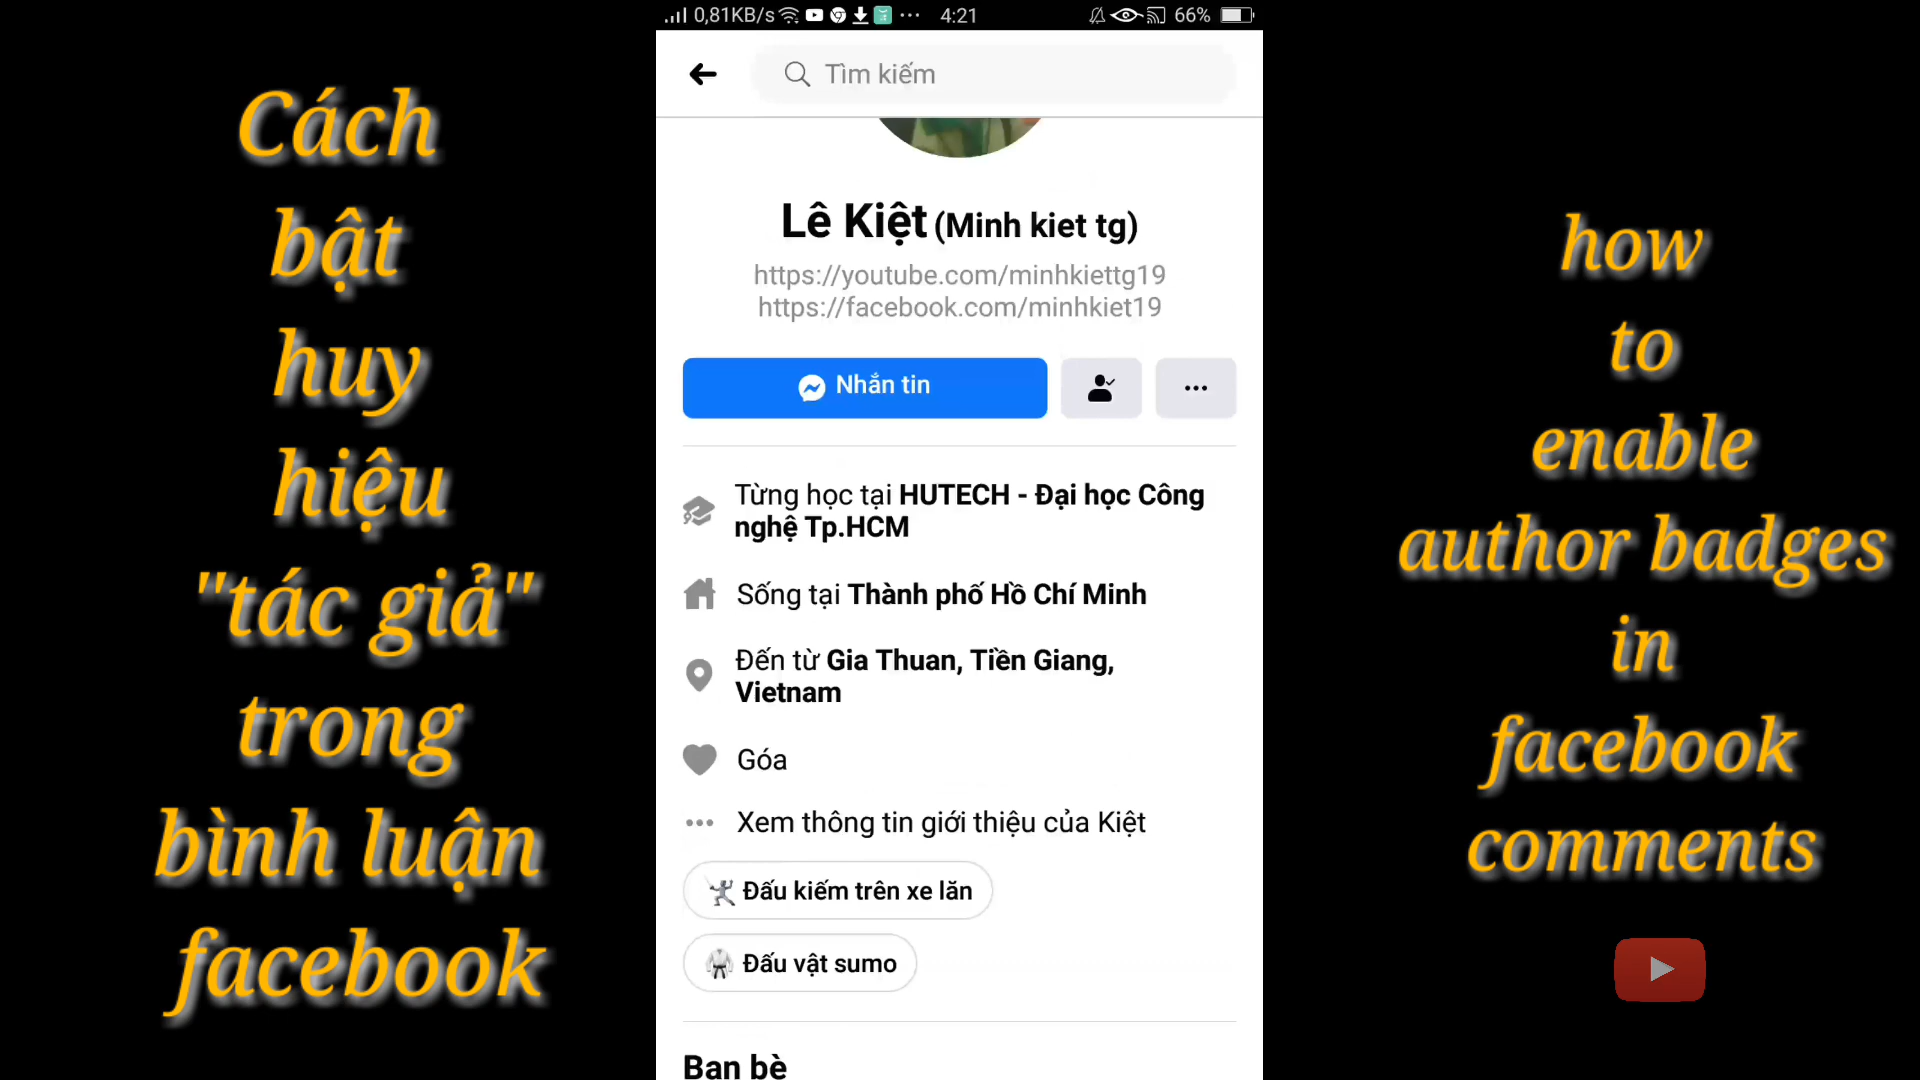 Cách
bật
huy
hiệu
"tác giả"
trong
bình luận
facebook
0,81KB/s
4:21
66%
Tìm kiếm
Lê Kiệt (Minh kiet tg)
https://youtube.com/minhkiettg19
https://facebook.com/minhkiet19
Nhắn tin
Từng học tại HUTECH - Đại học Công
nghệ Tp.HCM
Sống tại Thành phố Hồ Chí Minh
Đến từ Gia Thuan, Tiền Giang,
Vietnam
Góa
Xem thông tin giới thiệu của Kiệt
Đấu kiếm trên xe lăn
Đấu vật sumo
Bạn bè
how
to
enable
author badges
in
facebook
comments